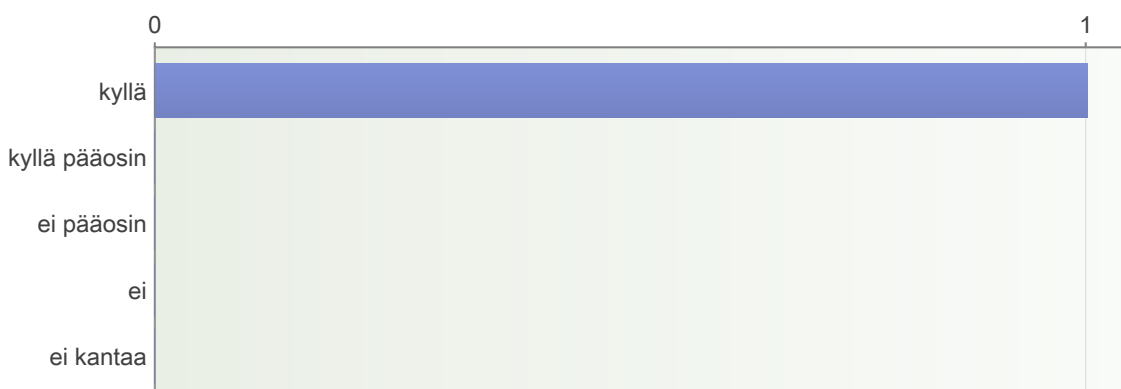 0 1
kyllä
kyllä pääosin
ei pääosin
ei
ei kantaa